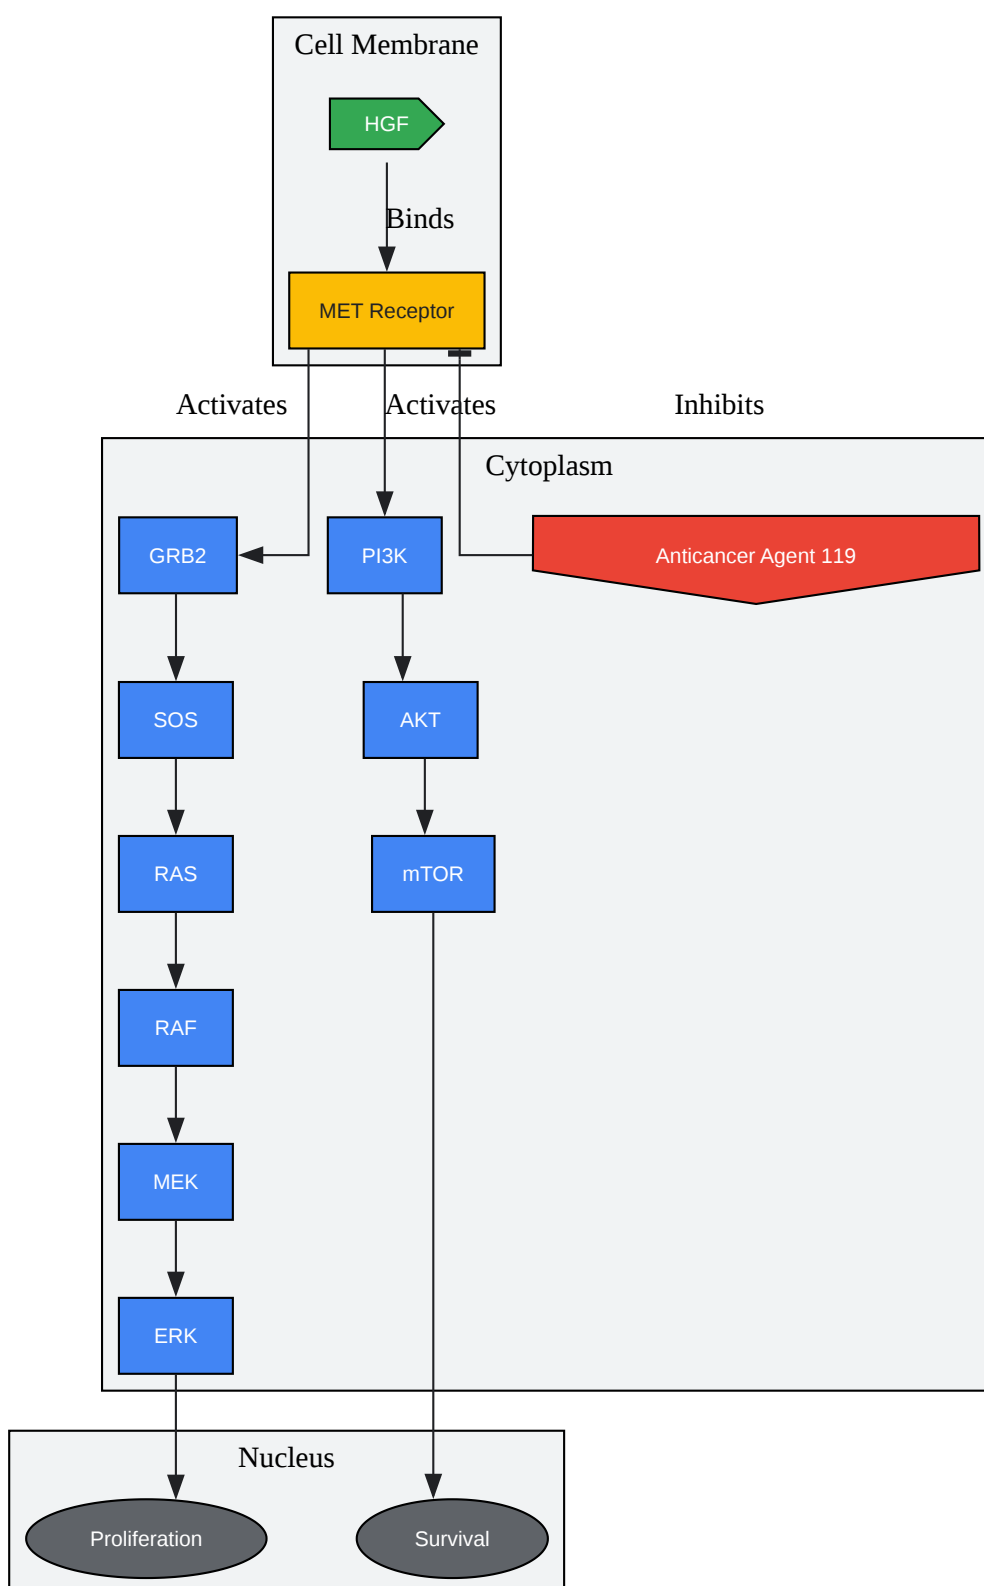 Cell Membrane
HGF
Binds
MET Receptor
Activates
Activates
Inhibits
Cytoplasm
GRB2
PI3K
Anticancer Agent 119
SOS
AKT
RAS
mTOR
RAF
MEK
ERK
Nucleus
Proliferation
Survival